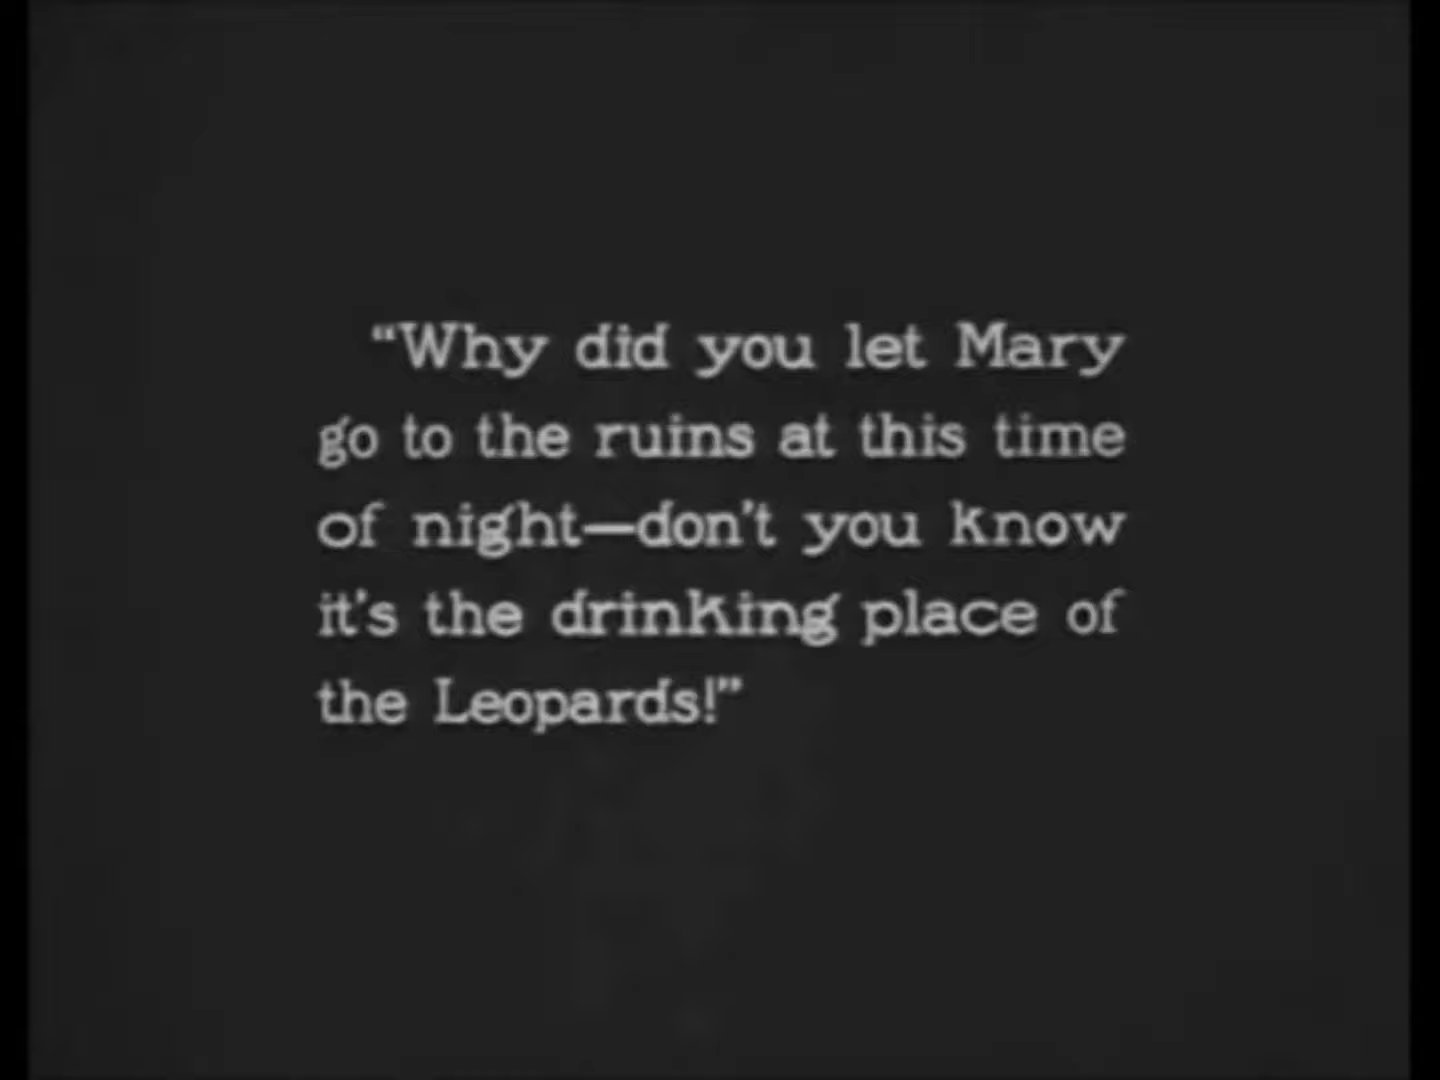 “Why did you let Mary
go to the ruins at this time
of night—don't you know
it's the drinking place of
the Leopards!”